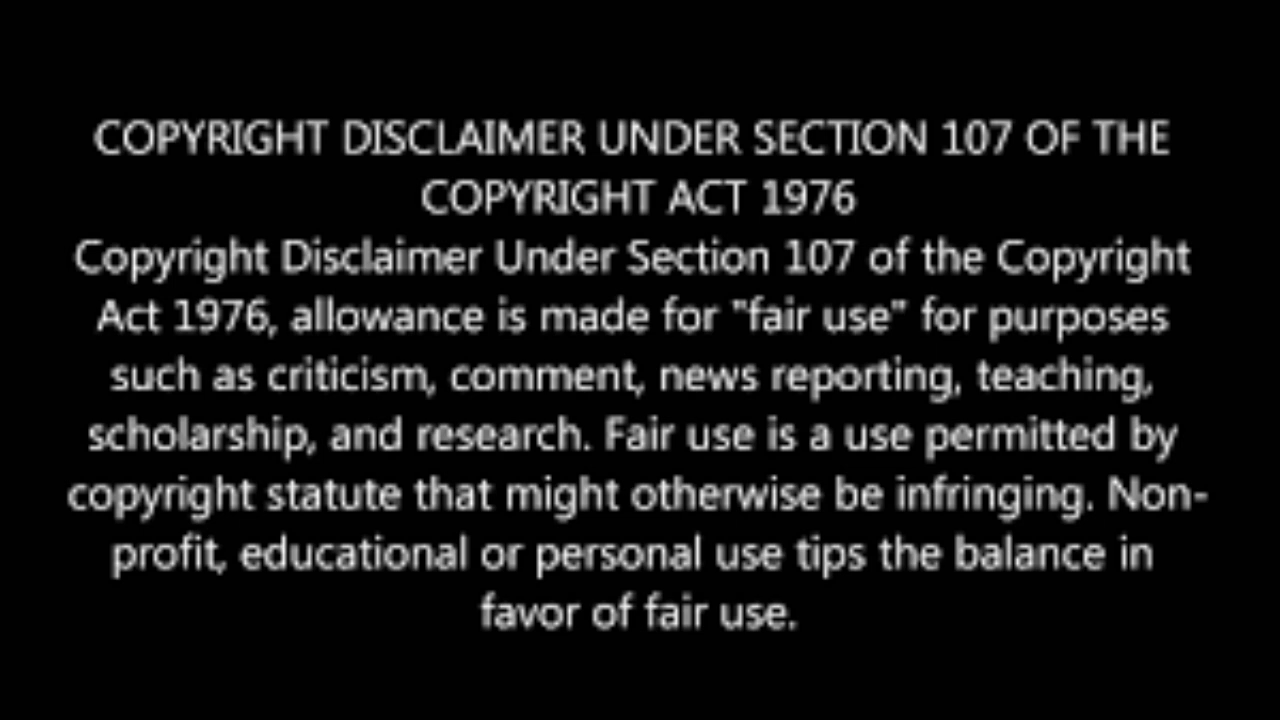 COPYRIGHT DISCLAIMER UNDER SECTION 107 OF THE
COPYRIGHT ACT 1976
Copyright Disclaimer Under Section 107 of the Copyright
Act 1976, allowance is made for "fair use" for purposes
such as criticism, comment, news reporting, teaching,
scholarship, and research. Fair use is a use permitted by
copyright statute that might otherwise be infringing. Non-
profit, educational or personal use tips the balance in
favor of fair use.